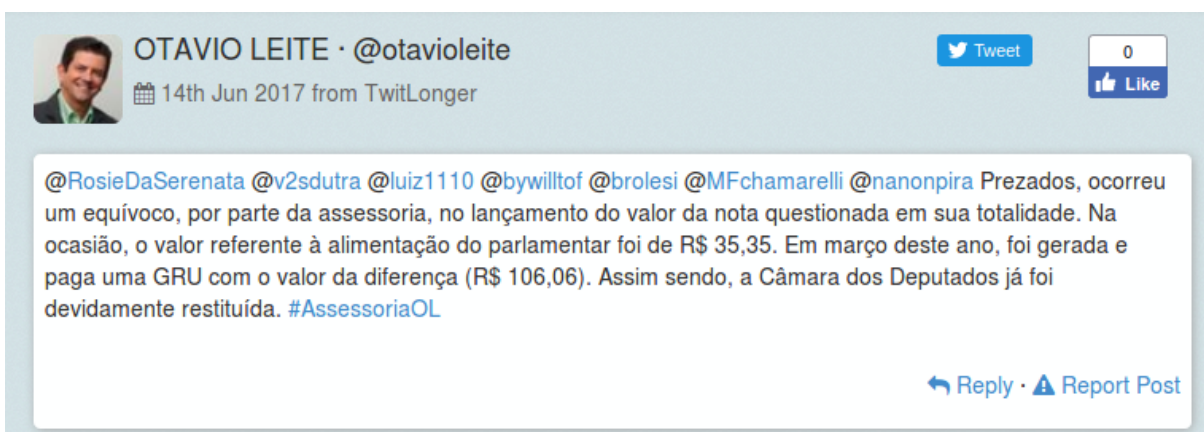 OTAVIO LEITE · @otavioleite
Tweet
0
14th Jun 2017 from TwitLonger
Like
@RosieDaSerenata @v2sdutra @luiz1110 @bywilltof @brolesi @MFchamarelli @nanonpira Prezados, ocorreu
um equívoco, por parte da assessoria, no lançamento do valor da nota questionada em sua totalidade. Na
ocasião, o valor referente à alimentação do parlamentar foi de R$ 35,35. Em março deste ano, foi gerada e
paga uma GRU com o valor da diferença (R$ 106,06). Assim sendo, a Câmara dos Deputados já foi
devidamente restituída. #AssessoriaOL
Reply · Report Post